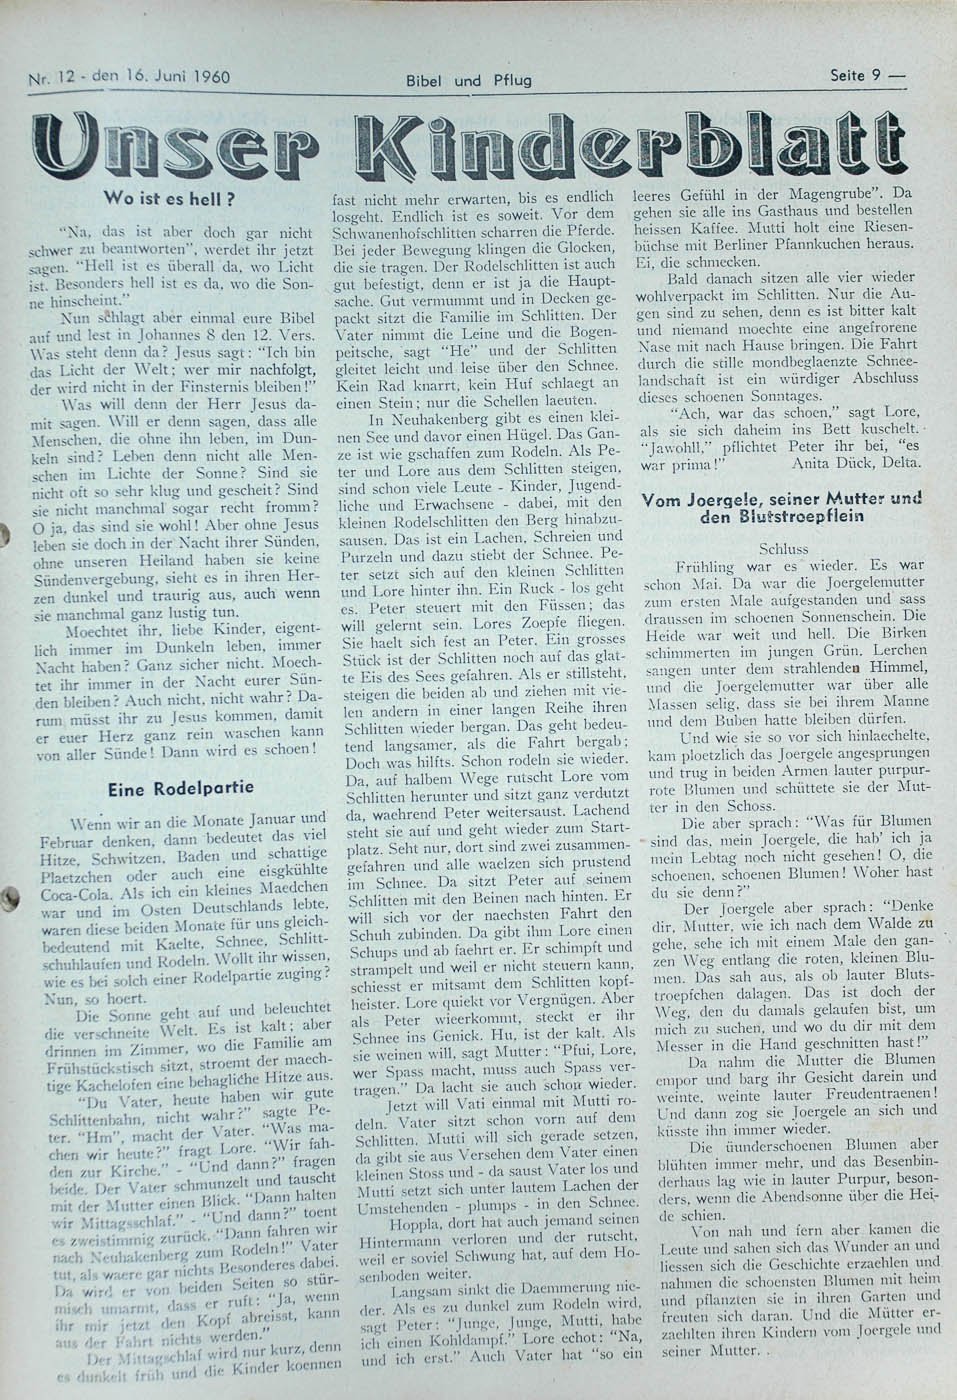 Nr. 12 - den 16. Juni 1960
Bibel und Pflug
Seite 9 —
Unser Kinderblatt
Wo ist es hell ?
“Na, das ist aber doch gar nicht
schwer zu beantworten”, werdet ihr jetzt
sagen. “Hell ist es überall da, wo Licht
ist. Besonders hell ist es da, wo die Son-
ne hinscheint.”
Nun schlagt aber einmal eure Bibel
auf und lest in Johannes 8 den 12. Vers.
Was steht denn da? Jesus sagt: “Ich bin
das Licht der Welt; wer mir nachfolgt,
der wird nicht in der Finsternis bleiben!”
Was will denn der Herr Jesus da-
mit sagen. Will er denn sagen, dass alle
Menschen, die ohne ihn leben, im Dun-
keln sind? Leben denn nicht alle Men-
schen im Lichte der Sonne? Sind sie
nicht oft so sehr klug und gescheit? Sind
sie nicht manchmal sogar recht fromm?
O ja, das sind sie wohl! Aber ohne Jesus
leben sie doch in der Nacht ihrer Sünden,
ohne unseren Heiland haben sie keine
Sündenvergebung, sieht es in ihren Her-
zen dunkel und traurig aus, auch wenn
sie manchmal ganz lustig tun.
Moechtet ihr, liebe Kinder, eigent-
lich immer im Dunkeln leben, immer
Nacht haben? Ganz sicher nicht. Moech-
tet ihr immer in der Nacht eurer Sün-
den bleiben? Auch nicht, nicht wahr? Da-
rum müsst ihr zu Jesus kommen, damit
er euer Herz ganz rein waschen kann
von aller Sünde! Dann wird es schoen!
Eine Rodelpartie
Wenn wir an die Monate Januar und
Februar denken, dann bedeutet das viel
Hitze, Schwitzen, Baden und schattige
Plaetzchen oder auch eine eisgkühlte
Coca-Cola. Als ich ein kleines Maedchen
war und im Osten Deutschlands lebte,
waren diese beiden Monate für uns gleich-
bedeutend mit Kaelte, Schnee, Schlitt-
schuhlaufen und Rodeln. Wollt ihr wissen,
wie es bei solch einer Rodelpartie zuging?
Nun, so hoert.
Die Sonne geht auf und beleuchtet
die verschneite Welt. Es ist kalt; aber
drinnen im Zimmer, wo die Familie am
Frühstückstisch sitzt, stroemt der maech-
tige Kachelofen eine behagliche Hitze aus.
“Du Vater, heute haben wir gute
Schlittenbahn, nicht wahr?” sagte Pe-
ter. “Hm”, macht der Vater. “Was ma-
chen wir heute?” fragt Lore. “Wir fah-
den zur Kirche.” - “Und dann?” fragen
beide. Der Vater schmunzelt und tauscht
mit der Mutter einen Blick. “Dann halten
wir Mittagsschlaf.” - “Und dann?” toent
es zweistimmig zurück. “Dann fahren wir
nach Neuhakenberg zum Rodeln!” Vater
tut, als waere gar nichts Besonderes dabei.
Da wird er von beiden Seiten so stür-
misch umarmt, dass er ruft: “Ja, wenn
ihr mir jetzt den Kopf abreisst, kann
aus der Fahrt nichts werden.”
Der Mittagschlaf wird nur kurz, denn
es dunkelt früh und die Kinder koennen
fast nicht mehr erwarten, bis es endlich
losgeht. Endlich ist es soweit. Vor dem
Schwanenhofschlitten scharren die Pferde.
Bei jeder Bewegung klingen die Glocken,
die sie tragen. Der Rodelschlitten ist auch
gut befestigt, denn er ist ja die Haupt-
sache. Gut vermummt und in Decken ge-
packt sitzt die Familie im Schlitten. Der
Vater nimmt die Leine und die Bogen-
peitsche, sagt “He” und der Schlitten
gleitet leicht und leise über den Schnee.
Kein Rad knarrt, kein Huf schlaegt an
einen Stein; nur die Schellen laeuten.
In Neuhakenberg gibt es einen klei-
nen See und davor einen Hügel. Das Gan-
ze ist wie gschaffen zum Rodeln. Als Pe-
ter und Lore aus dem Schlitten steigen,
sind schon viele Leute - Kinder, Jugend-
liche und Erwachsene - dabei, mit den
kleinen Rodelschlitten den Berg hinabzu-
sausen. Das ist ein Lachen, Schreien und
Purzeln und dazu stiebt der Schnee. Pe-
ter setzt sich auf den kleinen Schlitten
und Lore hinter ihn. Ein Ruck - los geht
es. Peter steuert mit den Füssen; das
will gelernt sein. Lores Zoepfe fliegen.
Sie haelt sich fest an Peter. Ein grosses
Stück ist der Schlitten noch auf das glat-
te Eis des Sees gefahren. Als er stillsteht,
steigen die beiden ab und ziehen mit vie-
len andern in einer langen Reihe ihren
Schlitten wieder bergan. Das geht bedeu-
tend langsamer, als die Fahrt bergab;
Doch was hilfts. Schon rodeln sie wieder.
Da, auf halbem Wege rutscht Lore vom
Schlitten herunter und sitzt ganz verdutzt
da, waehrend Peter weitersaust. Lachend
steht sie auf und geht wieder zum Start-
platz. Seht nur, dort sind zwei zusammen-
gefahren und alle waelzen sich prustend
im Schnee. Da sitzt Peter auf seinem
Schlitten mit den Beinen nach hinten. Er
will sich vor der naechsten Fahrt den
Schuh zubinden. Da gibt ihm Lore einen
Schups und ab faehrt er. Er schimpft und
strampelt und weil er nicht steuern kann,
schiesst er mitsamt dem Schlitten kopf-
heister. Lore quiekt vor Vergnügen. Aber
als Peter wieerkommt, steckt er ihr
Schnee ins Genick. Hu, ist der kalt. Als
sie weinen will, sagt Mutter: “Pfui, Lore,
wer Spass macht, muss auch Spass ver-
tragen.” Da lacht sie auch schon wieder.
Jetzt will Vati einmal mit Mutti ro-
deln. Vater sitzt schon vorn auf dem
Schlitten. Mutti will sich gerade setzen,
da gibt sie aus Versehen dem Vater einen
kleinen Stoss und - da saust Vater los und
Mutti setzt sich unter lautem Lachen der
Umstehenden - plumps - in den Schnee.
Hoppla, dort hat auch jemand seinen
Hintermann verloren und der rutscht,
weil er soviel Schwung hat, auf dem Ho-
senboden weiter.
Langsam sinkt die Daemmerung nie-
der. Als es zu dunkel zum Rodeln wird,
sagt Peter: “Junge, Junge, Mutti, habe
ich einen Kohldampf.” Lore echot: “Na,
und ich erst.” Auch Vater hat “so ein
leeres Gefühl in der Magengrube”. Da
gehen sie alle ins Gasthaus und bestellen
heissen Kaffee. Mutti holt eine Riesen-
büchse mit Berliner Pfannkuchen heraus.
Ei, die schmecken.
Bald danach sitzen alle vier wieder
wohlverpackt im Schlitten. Nur die Au-
gen sind zu sehen, denn es ist bitter kalt
und niemand moechte eine angefrorene
Nase mit nach Hause bringen. Die Fahrt
durch die stille mondbeglaenzte Schnee-
landschaft ist ein würdiger Abschluss
dieses schoenen Sonntages.
“Ach, war das schoen,” sagt Lore,
als sie sich daheim ins Bett kuschelt.
“Jawohll,” pflichtet Peter ihr bei, “es
war prima!” Anita Dück, Delta.
Vom Joergele, seiner Mutter und
den Blutstroepflein
Schluss
Frühling war es wieder. Es war
schon Mai. Da war die Joergelemutter
zum ersten Male aufgestanden und sass
draussen im schoenen Sonnenschein. Die
Heide war weit und hell. Die Birken
schimmerten im jungen Grün. Lerchen
sangen unter dem strahlenden Himmel,
und die Joergelemutter war über alle
Massen selig, dass sie bei ihrem Manne
und dem Buben hatte bleiben dürfen.
Und wie sie so vor sich hinlaechelte,
kam ploetzlich das Joergele angesprungen
und trug in beiden Armen lauter purpur-
rote Blumen und schüttete sie der Mut-
ter in den Schoss.
Die aber sprach: “Was für Blumen
sind das, mein Joergele, die hab’ ich ja
mein Lebtag noch nicht gesehen! O, die
schoenen, schoenen Blumen! Woher hast
du sie denn?”
Der Joergele aber sprach: “Denke
dir, Mutter, wie ich nach dem Walde zu
gehe, sehe ich mit einem Male den gan-
zen Weg entlang die roten, kleinen Blu-
men. Das sah aus, als ob lauter Bluts-
troepfchen dalagen. Das ist doch der
Weg, den du damals gelaufen bist, um
mich zu suchen, und wo du dir mit dem
Messer in die Hand geschnitten hast!”
Da nahm die Mutter die Blumen
empor und barg ihr Gesicht darein und
weinte, weinte lauter Freudentraenen!
Und dann zog sie Joergele an sich und
küsste ihn immer wieder.
Die üunderschoenen Blumen aber
blühten immer mehr, und das Besenbin-
derhaus lag wie in lauter Purpur, beson-
ders, wenn die Abendsonne über die Hei-
de schien.
Von nah und fern aber kamen die
Leute und sahen sich das Wunder an und
liessen sich die Geschichte erzaehlen und
nahmen die schoensten Blumen mit heim
und pflanzten sie in ihren Garten und
freuten sich daran. Und die Mütter er-
zaehlten ihren Kindern vom Joergele und
seiner Mutter. .